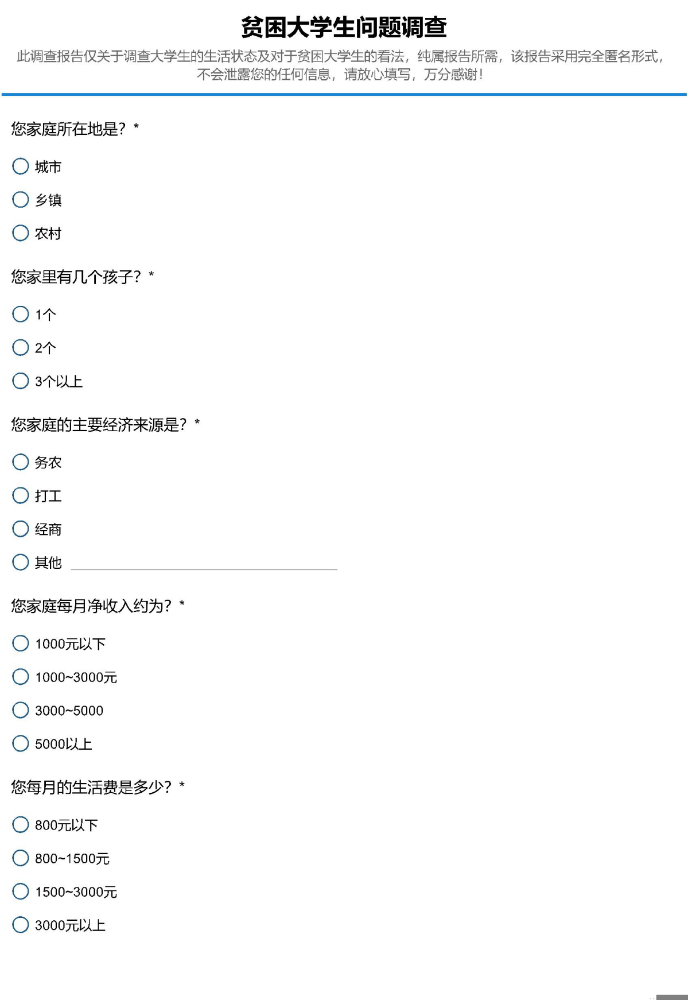 贫困大学生问题调查
此调查报告仅关于调查大学生的生活状态及对于贫困大学生的看法，纯属报告所需，该报告采用完全匿名形式，
不会泄露您的任何信息，请放心填写，万分感谢！
您家庭所在地是？*
城市
乡镇
农村
您家里有几个孩子？*
1个
2个
3个以上
您家庭的主要经济来源是？*
务农
打工
经商
其他
您家庭每月净收入约为？*
1000元以下
1000~3000元
3000~5000
5000以上
您每月的生活费是多少？*
800元以下
800~1500元
1500~3000元
3000元以上